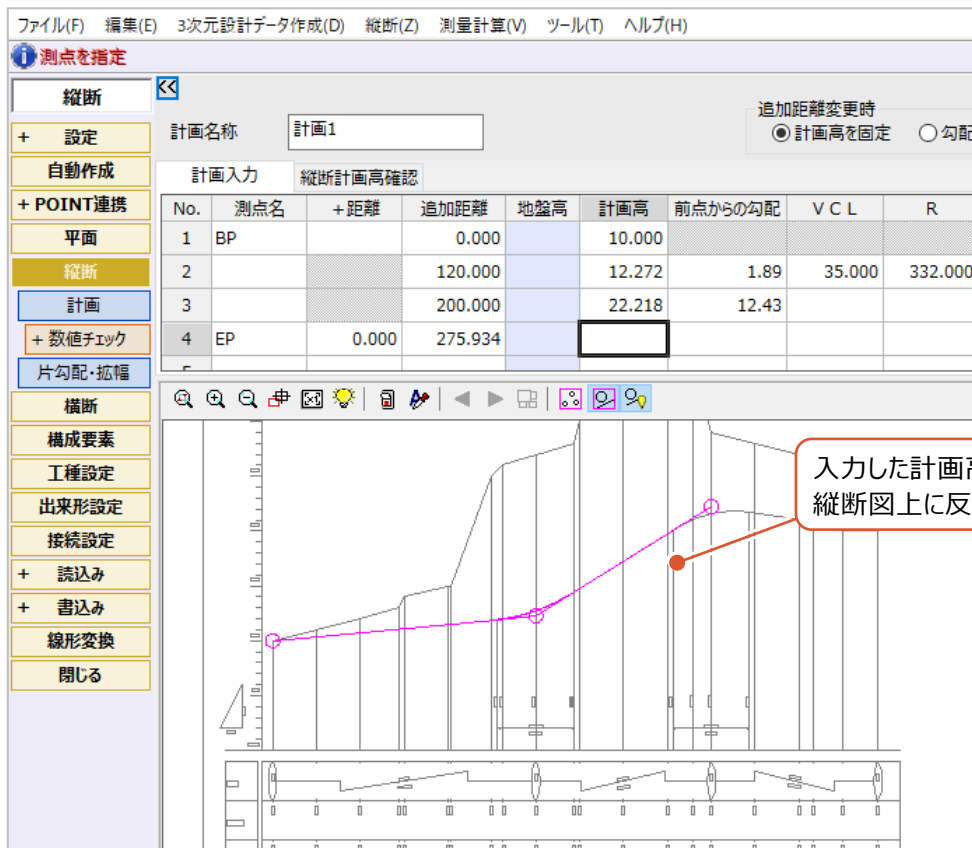 ファイル(F) 編集(E) 3次元設計データ作成(D) 縦断(Z) 測量計算(V) ツール(T) ヘルプ(H)
測点を指定
縦断
+ 設定
自動作成
+ POINT連携
平面
縦断
計画
+ 数値チェック
片勾配・拡幅
横断
構成要素
工種設定
出来形設定
接続設定
+ 読込み
+ 書込み
線形変換
閉じる
計画名称 計画1
追加距離変更時
計画高を固定 勾配
計画入力 縦断計画高確認
No. 測点名 +距離 追加距離 地盤高 計画高 前点からの勾配 VCL R
1 BP 0.000 10.000
2 120.000 12.272 1.89 35.000 332.000
3 200.000 22.218 12.43
4 EP 0.000 275.934
入力した計画高
縦断図上に反